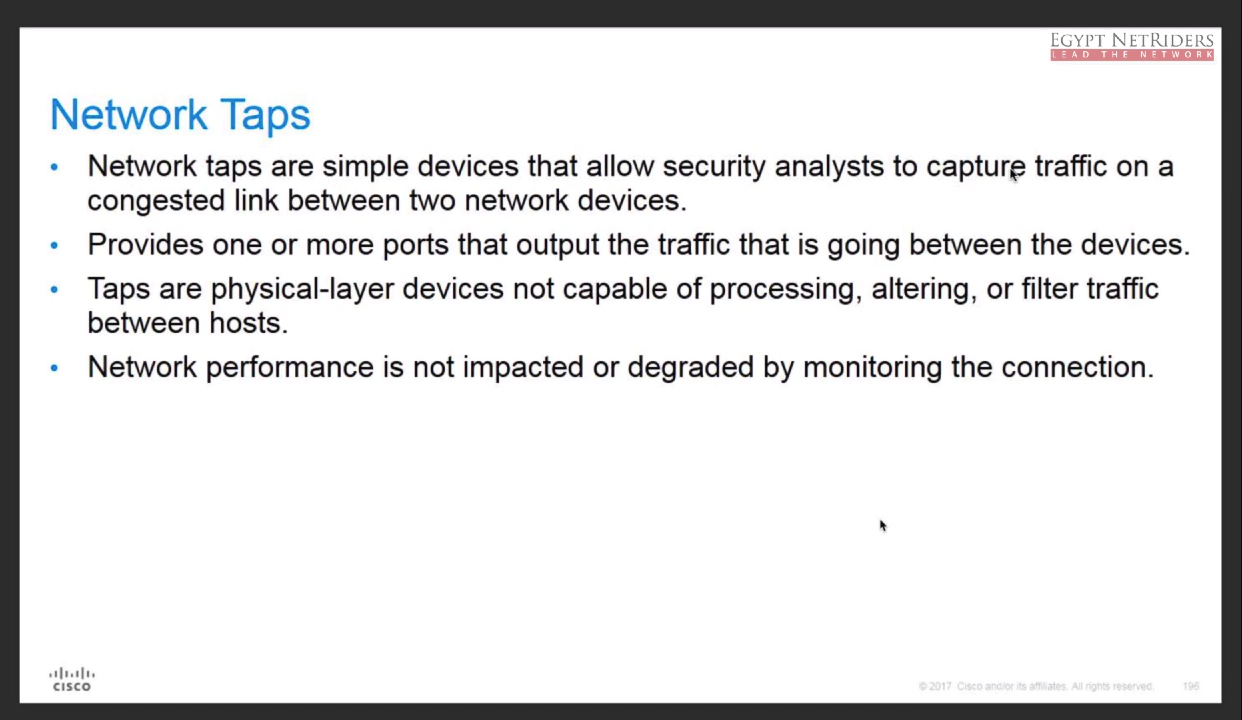 EGYPT NETRIDERS
LEAD THE NETWORK
Network Taps
• Network taps are simple devices that allow security analysts to capture traffic on a
congested link between two network devices.
• Provides one or more ports that output the traffic that is going between the devices.
• Taps are physical-layer devices not capable of processing, altering, or filter traffic
between hosts.
• Network performance is not impacted or degraded by monitoring the connection.
CISCO
© 2017 Cisco and/or its affiliates. All rights reserved. 196